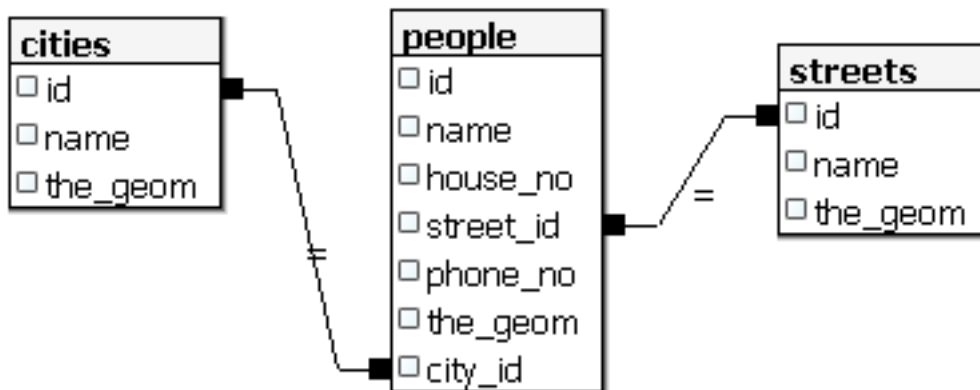 cities
id
name
the_geom
people
id
name
house_no
street_id
phone_no
the_geom
city_id
streets
id
name
the_geom
=
=